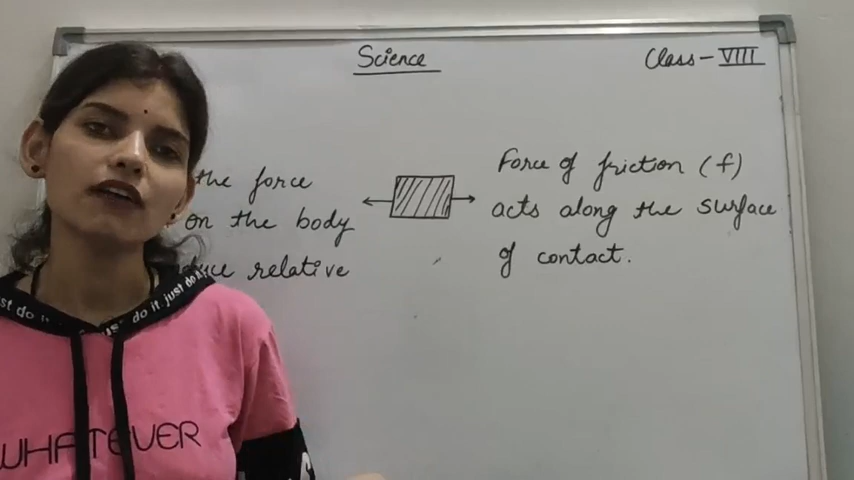 Science
Class - VIII
the force
on the body
relative
Force of friction (f)
acts along the surface
of contact.
just do it. just do it.
WHATEVER